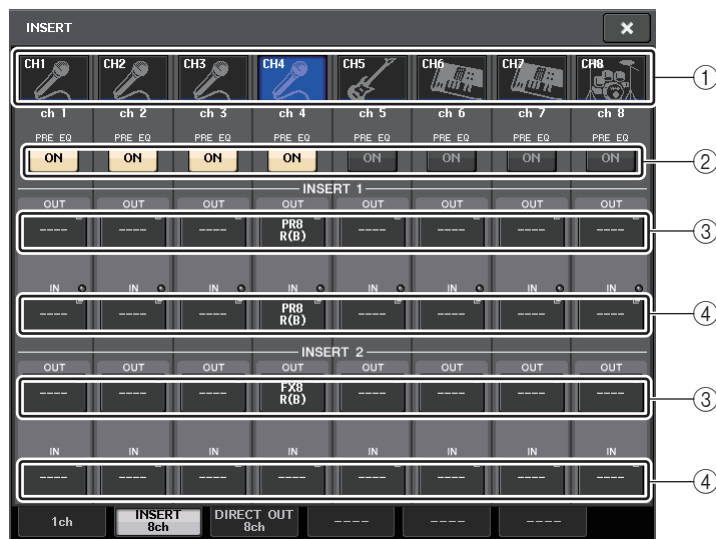 INSERT ×
CH1 CH2 CH3 CH4 CH5 CH6 CH7 CH8 ①
ch 1 ch 2 ch 3 ch 4 ch 5 ch 6 ch 7 ch 8
PRE EQ PRE EQ PRE EQ PRE EQ PRE EQ PRE EQ PRE EQ PRE EQ
ON ON ON ON ON ON ON ON ②
INSERT 1
OUT OUT OUT OUT OUT OUT OUT OUT
---- ---- ---- PR8 ---- ---- ---- ---- ③
R(B)
IN IN IN IN IN IN IN IN
---- ---- ---- PR8 ---- ---- ---- ---- ④
R(B)
INSERT 2
OUT OUT OUT OUT OUT OUT OUT OUT
---- ---- ---- FX8 ---- ---- ---- ---- ③
R(B)
IN IN IN IN IN IN IN IN
---- ---- ---- ---- ---- ---- ---- ---- ④
1ch INSERT DIRECT OUT ---- ---- ----
8ch 8ch